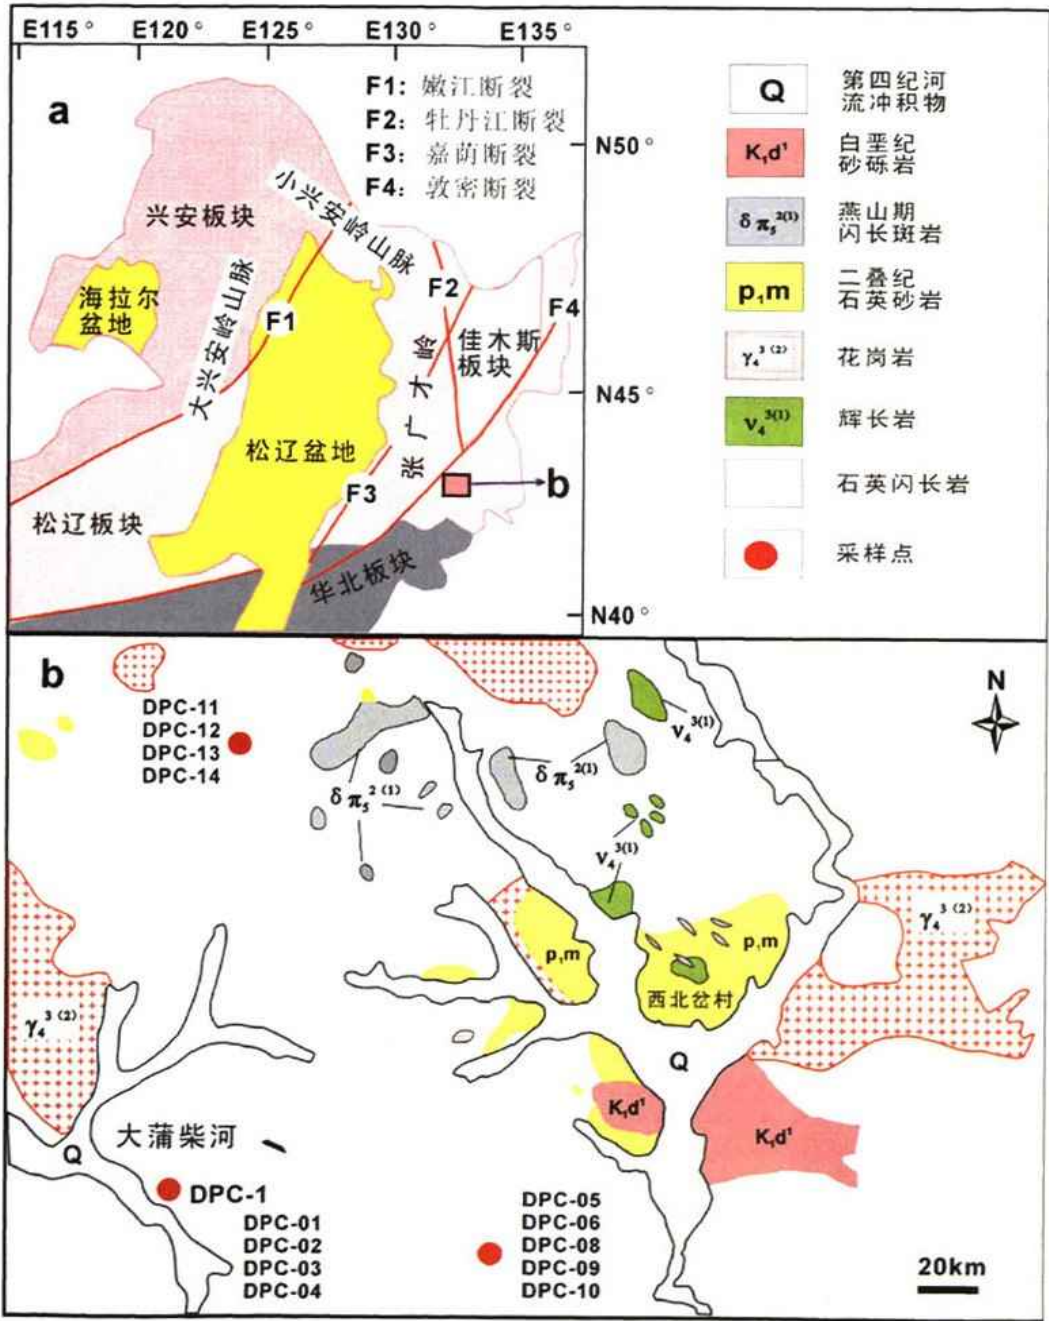 E115°
E120°
E125°
E130°
E135°
a
F1: 嫩江断裂
F2: 牡丹江断裂
F3: 嘉荫断裂
F4: 敦密断裂
N50°
N45°
N40°
兴安板块
小兴安岭山脉
海拉尔
盆地
大兴安岭山脉
F1
F2
F4
佳木斯
板块
张广才岭
松辽盆地
F3
b
松辽板块
华北板块
Q
第四纪河
流冲积物
K₁d¹
白垩纪
砂砾岩
δπ₅²⁽¹⁾
燕山期
闪长斑岩
p₁m
二叠纪
石英砂岩
γ₄³⁽²⁾
花岗岩
ν₄³⁽¹⁾
辉长岩
石英闪长岩
采样点
b
DPC-11
DPC-12
DPC-13
DPC-14
N
ν₄³⁽¹⁾
δπ₅²⁽¹⁾
δπ₅²⁽¹⁾
ν₄³⁽¹⁾
γ₄³⁽²⁾
p₁m
p₁m
西北岔村
γ₄³⁽²⁾
Q
K₁d¹
K₁d¹
大蒲柴河
Q
DPC-1
DPC-01
DPC-02
DPC-03
DPC-04
DPC-05
DPC-06
DPC-08
DPC-09
DPC-10
20km